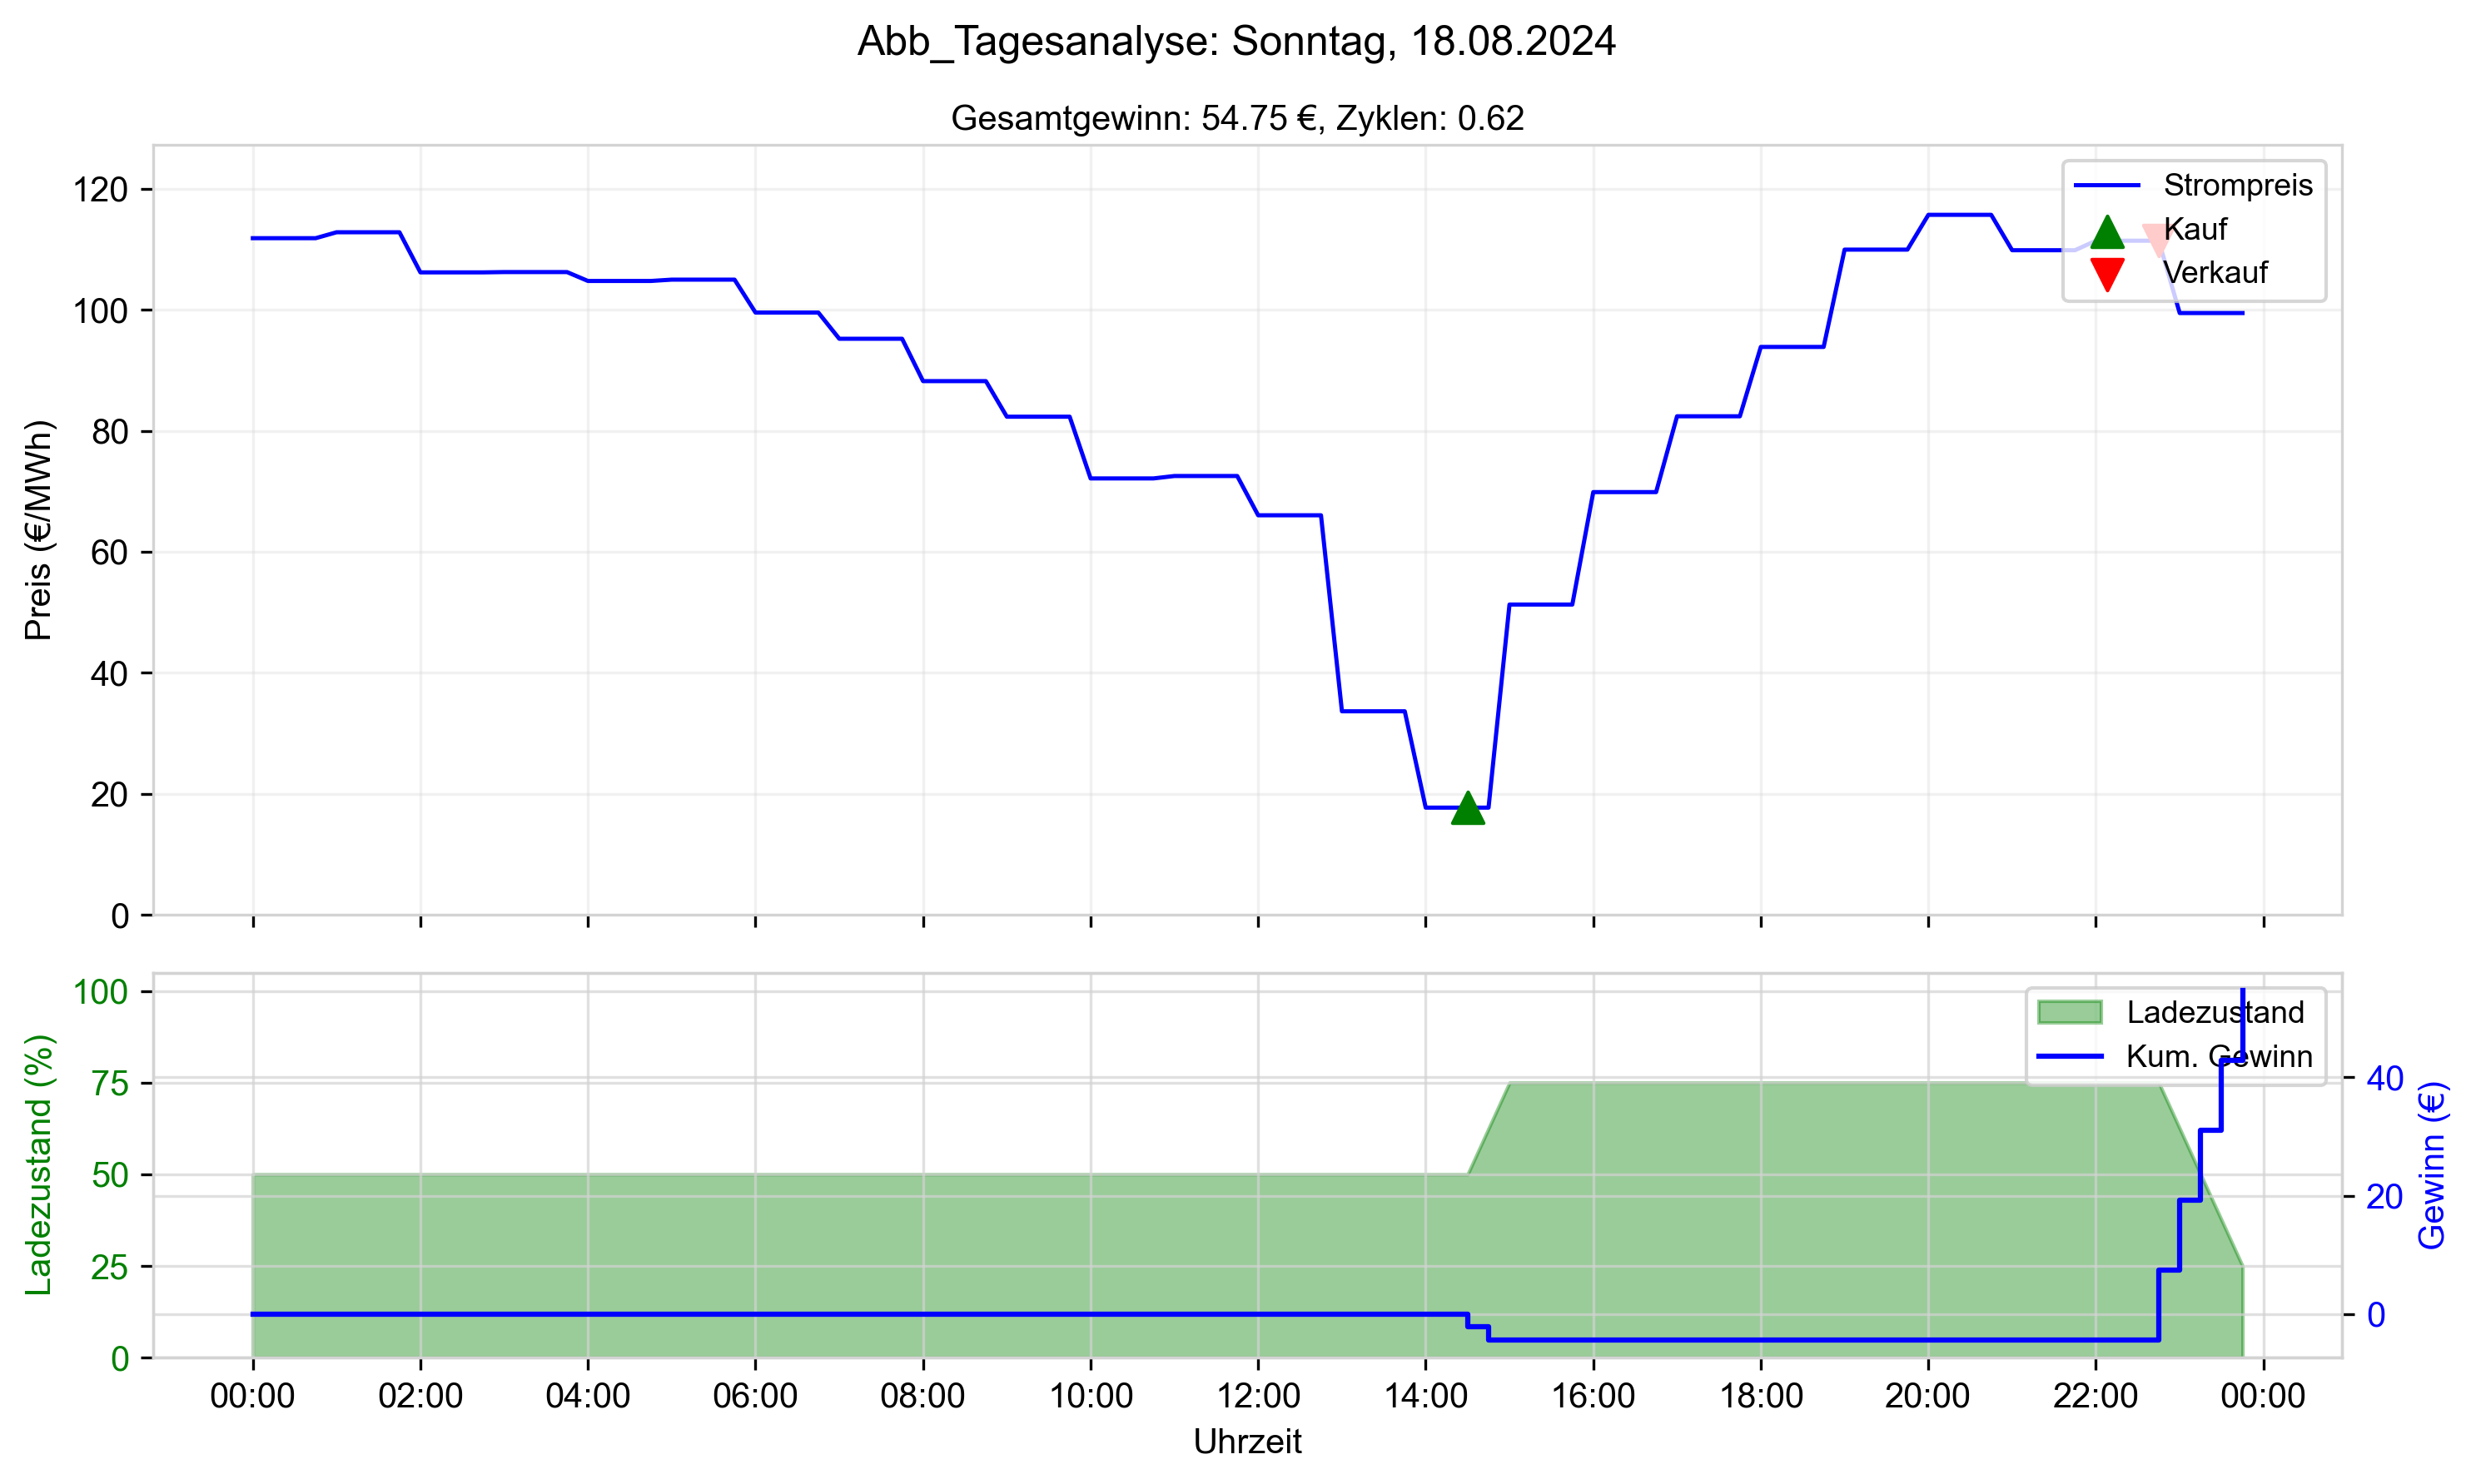 Abb_Tagesanalyse: Sonntag, 18.08.2024
Gesamtgewinn: 54.75 €, Zyklen: 0.62
Preis (€/MWh)
120
100
80
60
40
20
0
Strompreis
Kauf
Verkauf
Ladezustand (%)
100
75
50
25
0
Ladezustand
Kum. Gewinn
40
20
0
Gewinn (€)
00:00 02:00 04:00 06:00 08:00 10:00 12:00 14:00 16:00 18:00 20:00 22:00 00:00
Uhrzeit